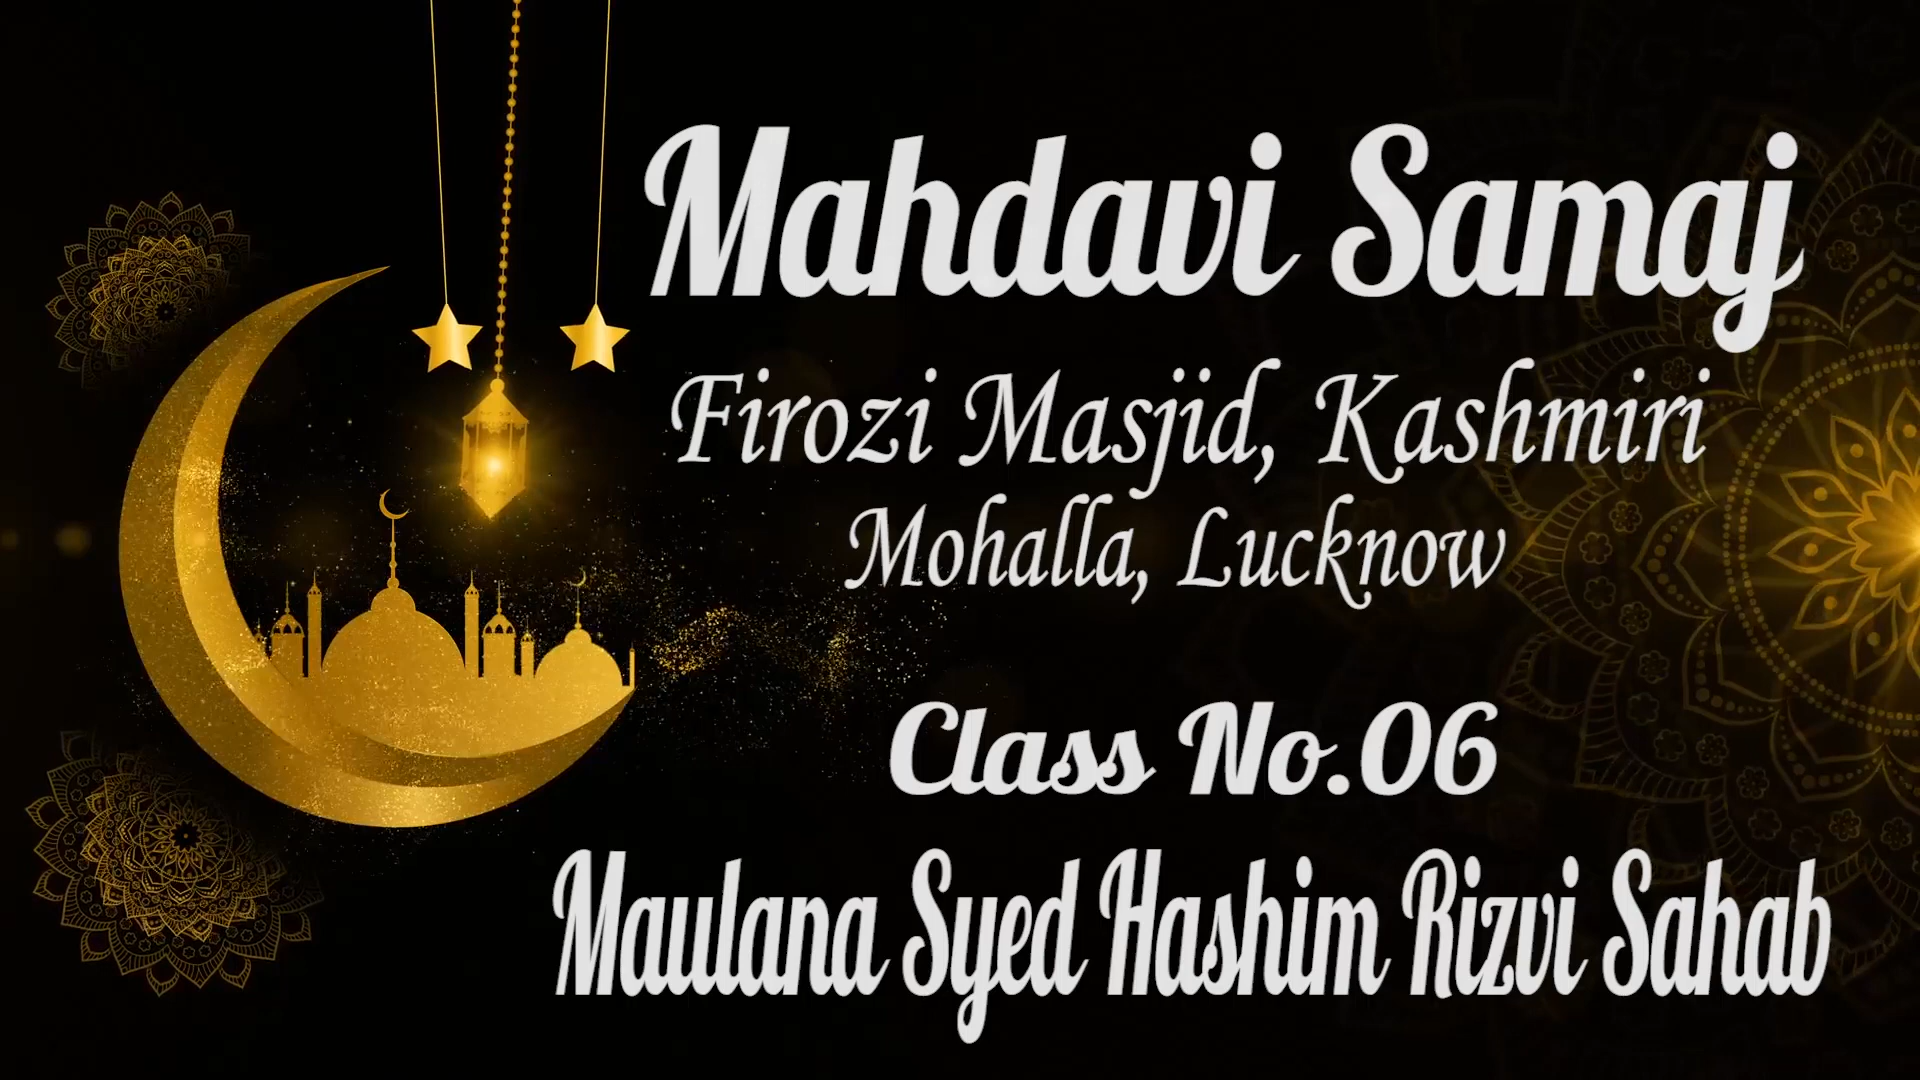 Mahdavi Samaj
Firozi Masjid, Kashmiri
Mohalla, Lucknow
Class No.06
Maulana Syed Hashim Rizvi Sahab